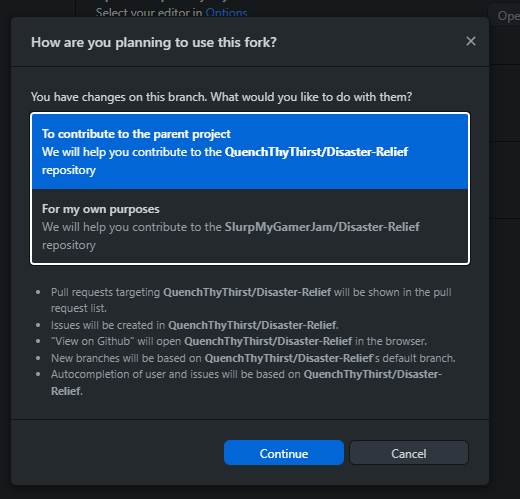 Select your editor in Options
Ope
How are you planning to use this fork?
You have changes on this branch. What would you like to do with them?
To contribute to the parent project
We will help you contribute to the QuenchThyThirst/Disaster-Relief
repository
For my own purposes
We will help you contribute to the SlurpMyGamerJam/Disaster-Relief
repository
Pull requests targeting QuenchThyThirst/Disaster-Relief will be shown in the pull
request list.
Issues will be created in QuenchThyThirst/Disaster-Relief.
"View on Github" will open QuenchThyThirst/Disaster-Relief in the browser.
New branches will be based on QuenchThyThirst/Disaster-Relief's default branch.
Autocompletion of user and issues will be based on QuenchThyThirst/Disaster-
Relief.
Continue
Cancel